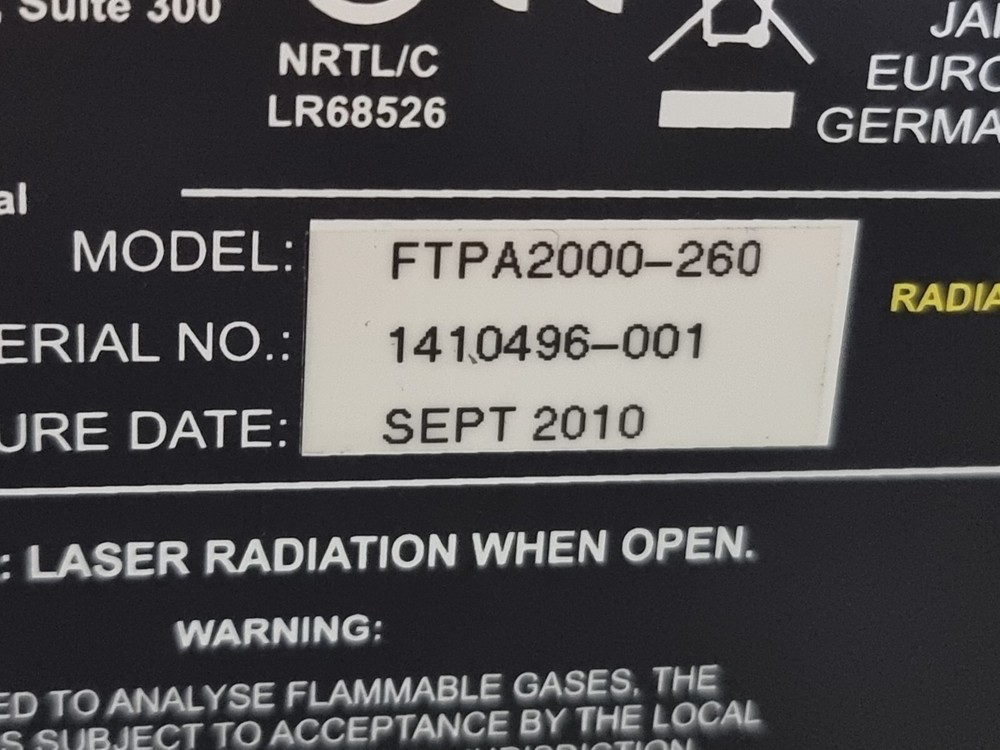 , Suite 300
NRTL/C
LR68526
JA
EURO
GERMA
al
MODEL: FTPA2000-260
ERIAL NO.: 1410496-001
URE DATE: SEPT 2010
RADIA
: LASER RADIATION WHEN OPEN.
WARNING:
ED TO ANALYSE FLAMMABLE GASES, THE
S SUBJECT TO ACCEPTANCE BY THE LOCAL
JURISDICTION